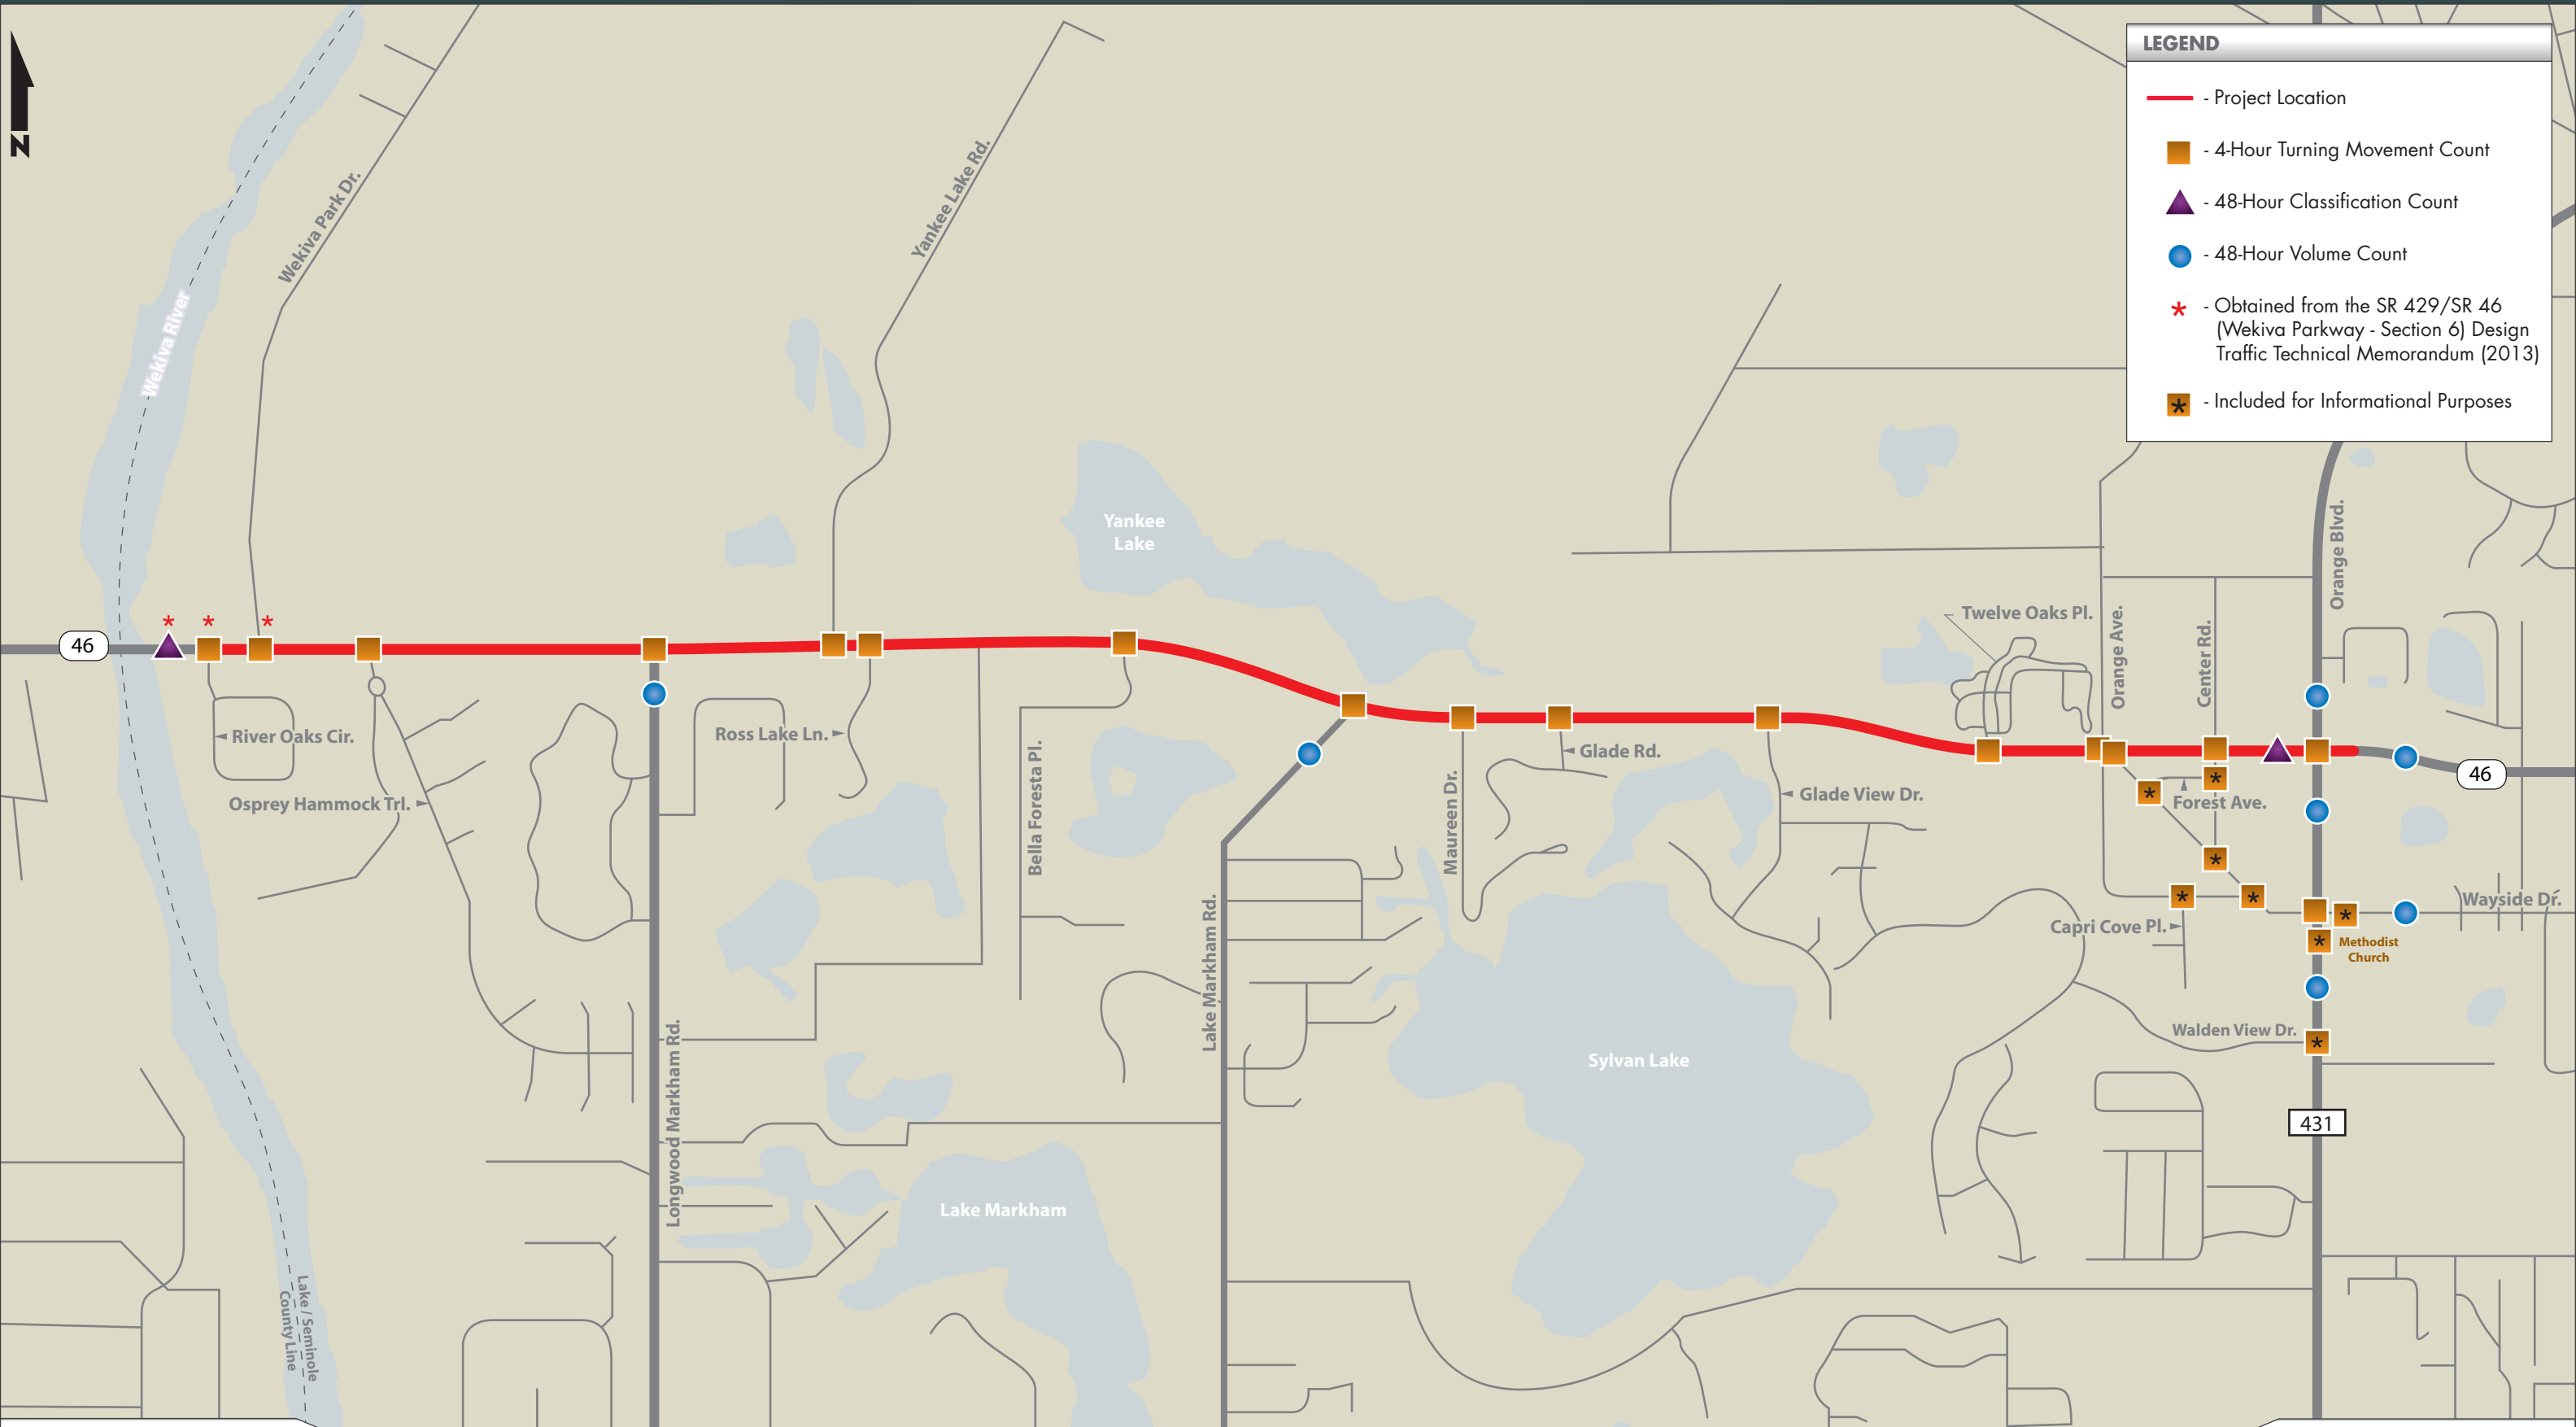 LEGEND
- Project Location
- 4-Hour Turning Movement Count
- 48-Hour Classification Count
- 48-Hour Volume Count
* - Obtained from the SR 429/SR 46
(Wekiva Parkway - Section 6) Design
Traffic Technical Memorandum (2013)
* - Included for Informational Purposes
N
Wekiva Park Dr.
Yankee Lake Rd.
Wekiva River
Yankee
Lake
Orange Blvd.
Twelve Oaks Pl.
Orange Ave.
Center Rd.
* * *
46
River Oaks Cir.
Ross Lake Ln.
Glade Rd.
46
Osprey Hammock Trl.
Bella Foresta Pl.
Maureen Dr.
Glade View Dr.
* *
Forest Ave.
*
* *
Wayside Dr.
Lake Markham Rd.
Capri Cove Pl.
*
*
Methodist
Church
Longwood Markham Rd.
Sylvan Lake
Walden View Dr.
*
431
Lake Markham
Lake / Seminole
County Line